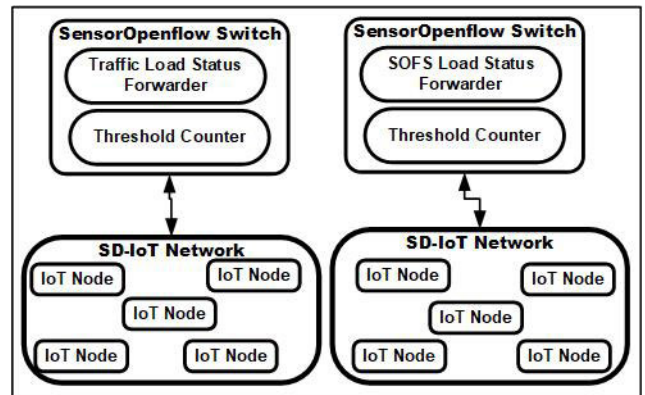 SensorOpenflow Switch
Traffic Load Status
Forwarder
Threshold Counter
SensorOpenflow Switch
SOFS Load Status
Forwarder
Threshold Counter
SD-IoT Network
IoT Node
IoT Node
IoT Node
IoT Node
IoT Node
SD-IoT Network
IoT Node
IoT Node
IoT Node
IoT Node
IoT Node